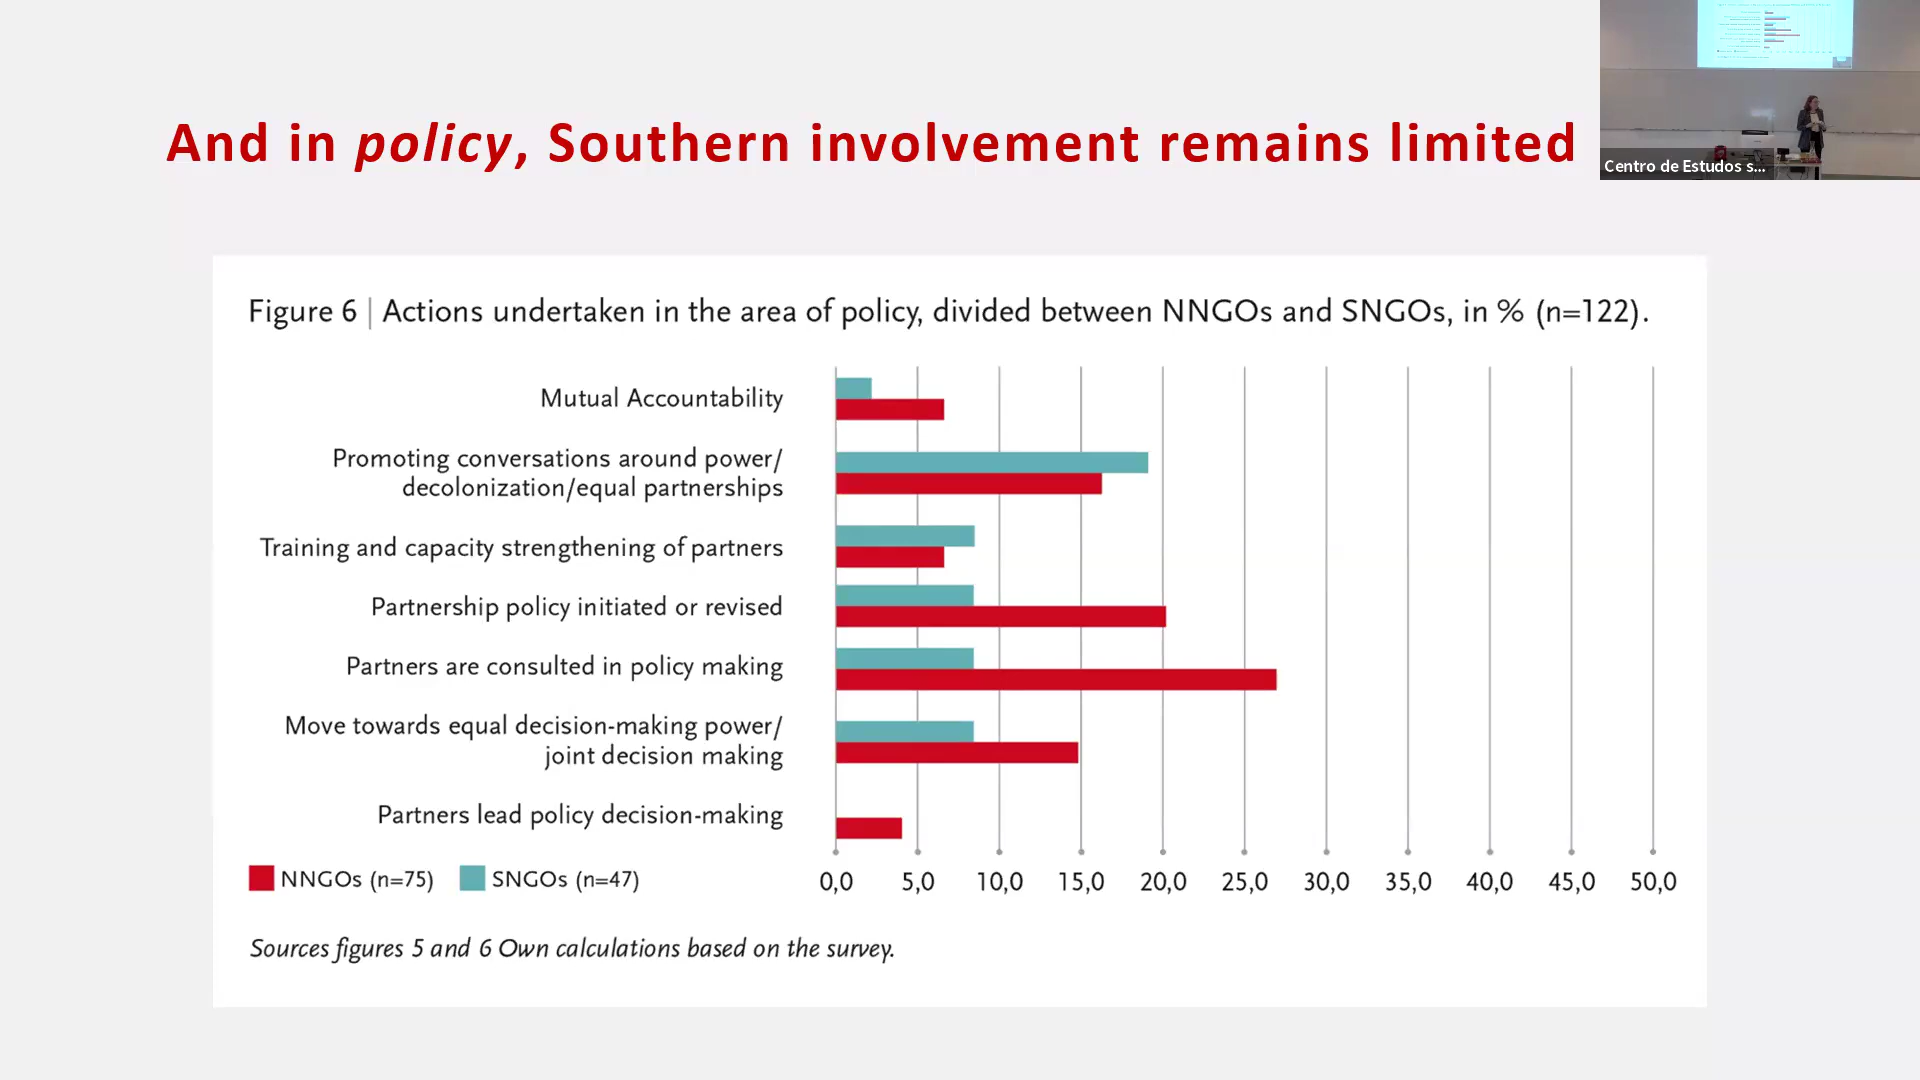 And in policy, Southern involvement remains limited
Centro de Estudos s...
Figure 6 | Actions undertaken in the area of policy, divided between NNGOs and SNGOs, in % (n=122).
Mutual Accountability
Promoting conversations around power/
decolonization/equal partnerships
Training and capacity strengthening of partners
Partnership policy initiated or revised
Partners are consulted in policy making
Move towards equal decision-making power/
joint decision making
Partners lead policy decision-making
NNGOs (n=75) SNGOs (n=47)
0,0 5,0 10,0 15,0 20,0 25,0 30,0 35,0 40,0 45,0 50,0
Sources figures 5 and 6 Own calculations based on the survey.